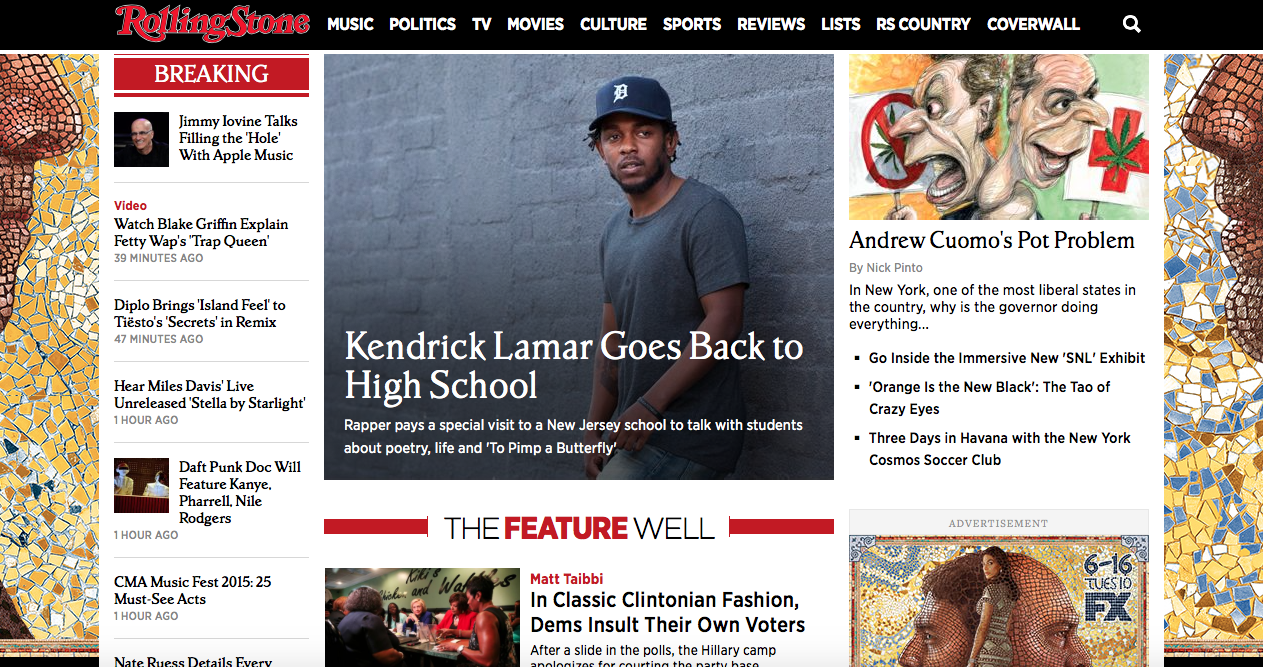 RollingStone
MUSIC POLITICS TV MOVIES CULTURE SPORTS REVIEWS LISTS RS COUNTRY COVERWALL
BREAKING
Jimmy Iovine Talks
Filling the 'Hole'
With Apple Music
Video
Watch Blake Griffin Explain
Fetty Wap's 'Trap Queen'
39 MINUTES AGO
Diplo Brings 'Island Feel' to
Tiësto's 'Secrets' in Remix
47 MINUTES AGO
Hear Miles Davis' Live
Unreleased 'Stella by Starlight'
1 HOUR AGO
Daft Punk Doc Will
Feature Kanye,
Pharrell, Nile
Rodgers
1 HOUR AGO
CMA Music Fest 2015: 25
Must-See Acts
1 HOUR AGO
Nate Ruess Details Every
D
Kendrick Lamar Goes Back to
High School
Rapper pays a special visit to a New Jersey school to talk with students
about poetry, life and 'To Pimp a Butterfly'
THE FEATURE WELL
Kiki's
Chicken and Waffles
Matt Taibbi
In Classic Clintonian Fashion,
Dems Insult Their Own Voters
After a slide in the polls, the Hillary camp
apologizes for courting the party base
Andrew Cuomo's Pot Problem
By Nick Pinto
In New York, one of the most liberal states in
the country, why is the governor doing
everything...
Go Inside the Immersive New 'SNL' Exhibit
'Orange Is the New Black': The Tao of
Crazy Eyes
Three Days in Havana with the New York
Cosmos Soccer Club
ADVERTISEMENT
6-16
TUES 10
FX